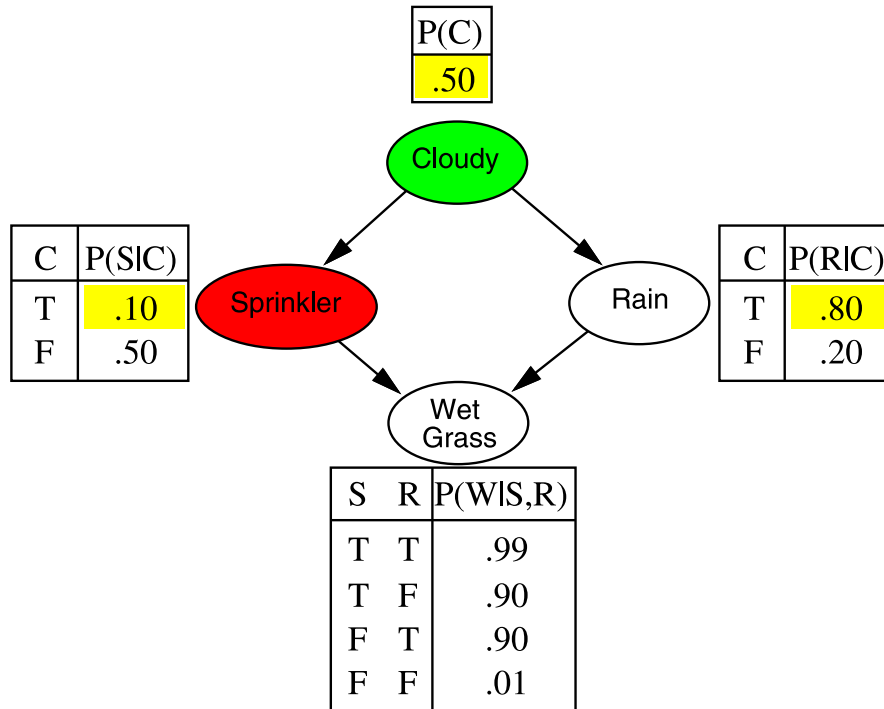 P(C)
.50
Cloudy
C P(S|C)
T .10
F .50
Sprinkler
Rain
C P(R|C)
T .80
F .20
Wet
Grass
S R P(W|S,R)
T T .99
T F .90
F T .90
F F .01